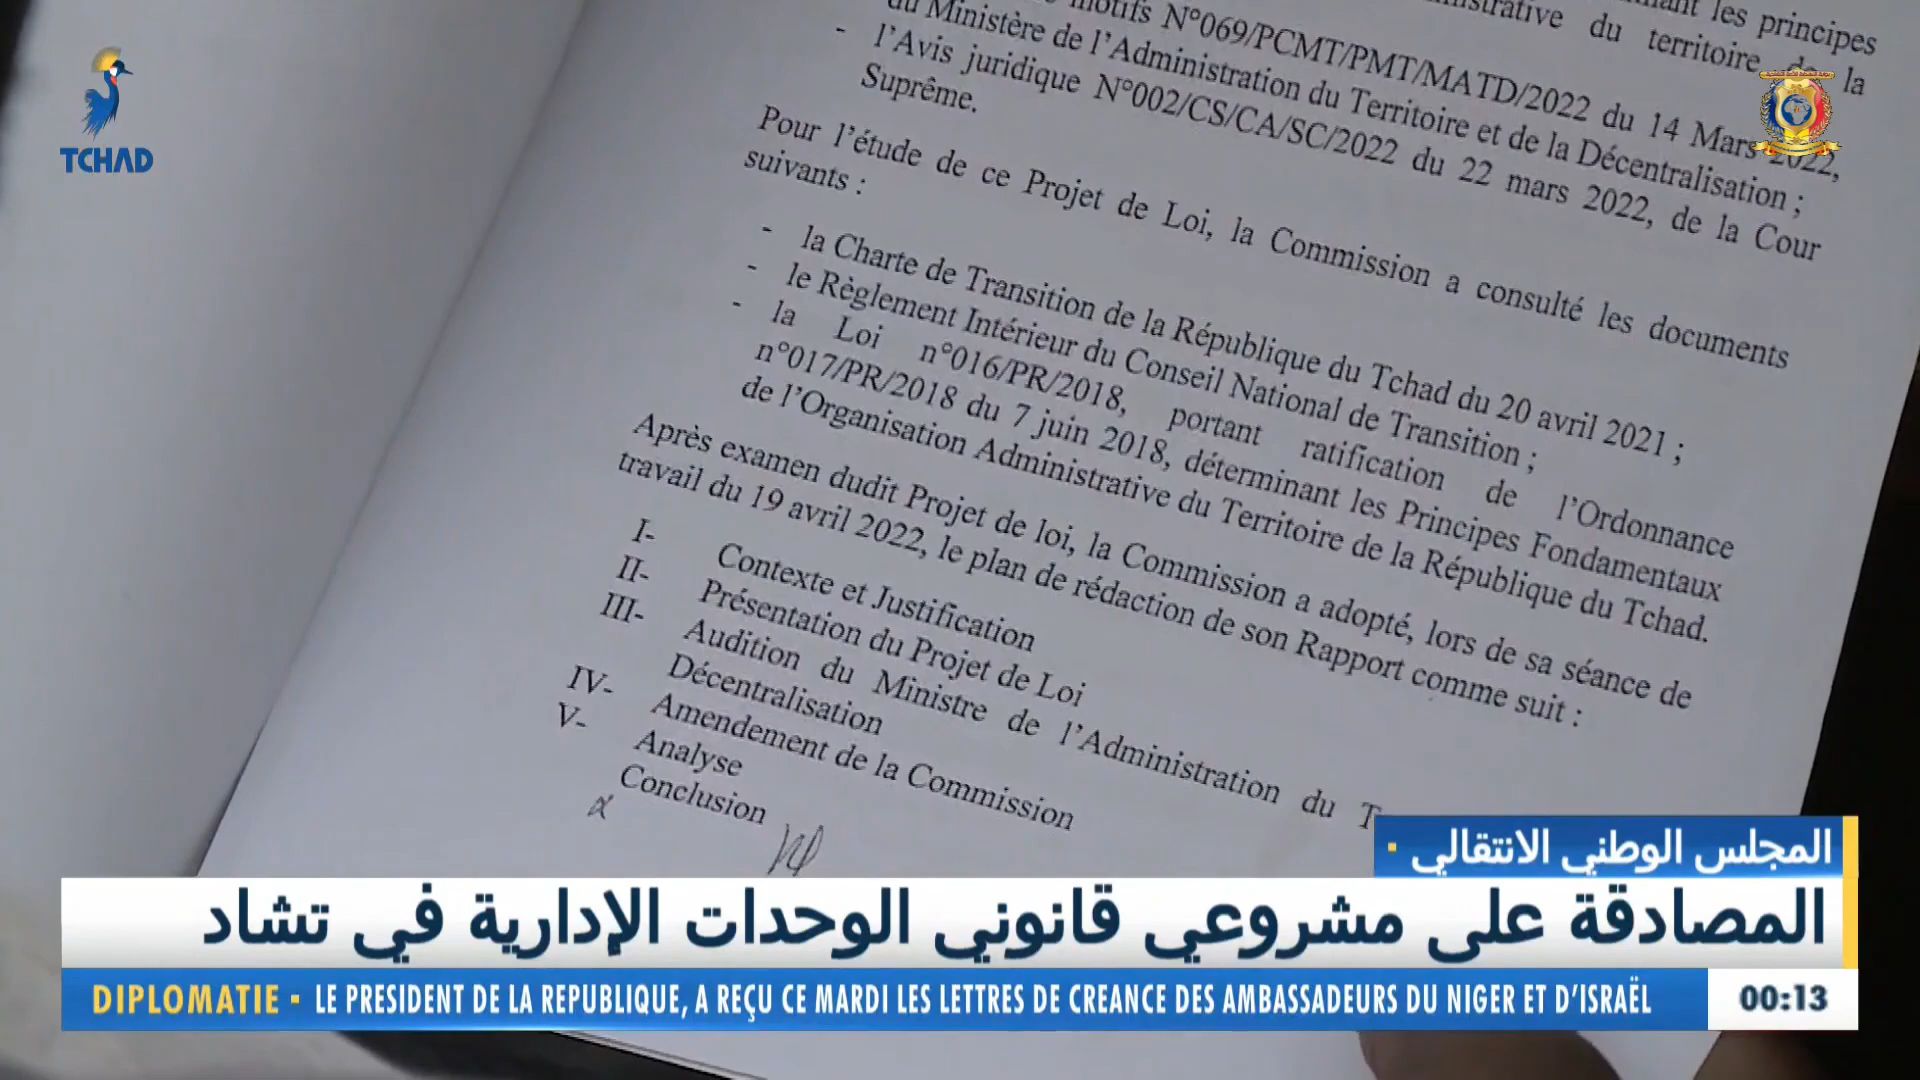 les principes
du territoire de la
motifs N°069/PCMT/PMT/MATD/2022 du 14 Mars 2022,
du Ministère de l'Administration du Territoire et de la Décentralisation ;
- l'Avis juridique N°002/CS/CA/SC/2022 du 22 mars 2022, de la Cour
Suprême.
Pour l'étude de ce Projet de Loi, la Commission a consulté les documents
suivants :
- la Charte de Transition de la République du Tchad du 20 avril 2021 ;
- le Règlement Intérieur du Conseil National de Transition ;
- la Loi n°016/PR/2018, portant ratification de l'Ordonnance
n°017/PR/2018 du 7 juin 2018, déterminant les Principes Fondamentaux
de l'Organisation Administrative du Territoire de la République du Tchad.
Après examen dudit Projet de loi, la Commission a adopté, lors de sa séance de
travail du 19 avril 2022, le plan de rédaction de son Rapport comme suit :
I- Contexte et Justification
II- Présentation du Projet de Loi
III- Audition du Ministre de l'Administration du
Décentralisation
IV- Amendement de la Commission
V- Analyse
Conclusion
TCHAD
المجلس الوطني الانتقالي
المصادقة على مشروعي قانوني الوحدات الإدارية في تشاد
DIPLOMATIE ▪ LE PRESIDENT DE LA REPUBLIQUE, A REÇU CE MARDI LES LETTRES DE CREANCE DES AMBASSADEURS DU NIGER ET D'ISRAËL
00:13